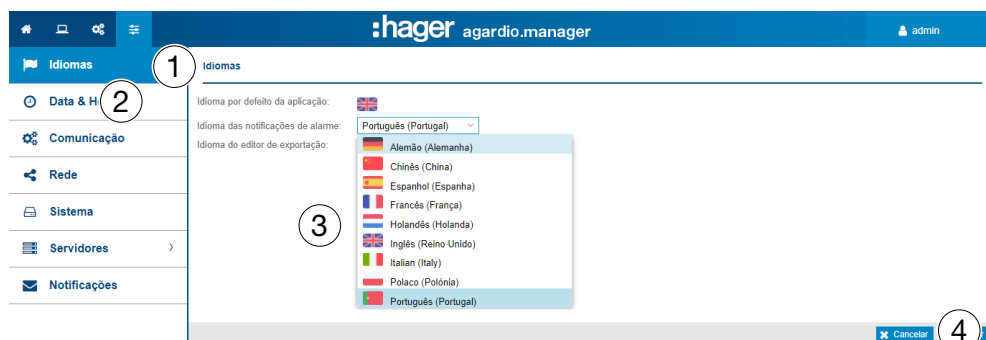 :hager agardio.manager
admin
Idiomas
1
Idiomas
Data & H
2
Comunicação
Rede
Sistema
Servidores
Notificações
Idioma por defeito da aplicação:
Idioma das notificações de alarme:
Português (Portugal)
Idioma do editor de exportação:
Alemão (Alemanha)
Chinês (China)
Espanhol (Espanha)
Francês (França)
Holandês (Holanda)
Inglês (Reino Unido)
Italian (Italy)
Polaco (Polónia)
Português (Portugal)
3
Cancelar
4